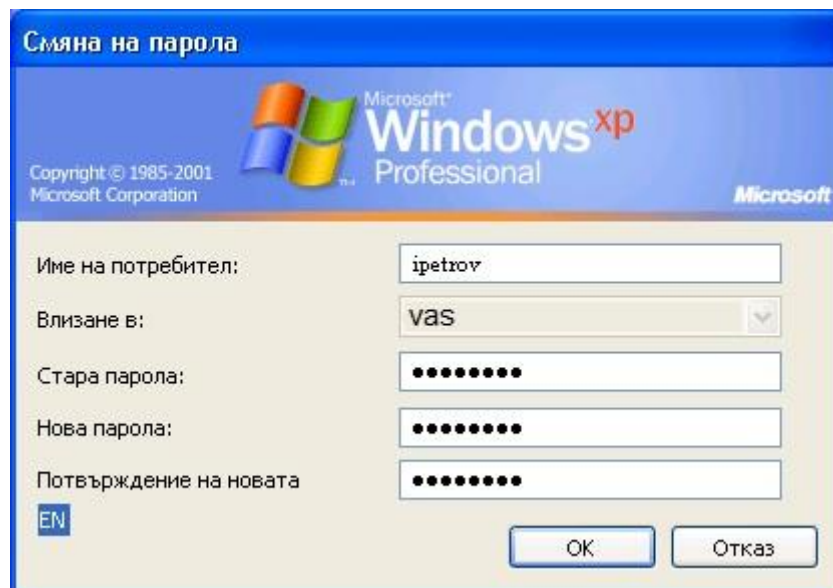 Смяна на парола
Microsoft®
Windows xp
Professional
Copyright © 1985-2001
Microsoft Corporation
Microsoft
Име на потребител: ipetrov
Влизане в: vas
Стара парола: ●●●●●●●●
Нова парола: ●●●●●●●●
Потвърждение на новата ●●●●●●●●
EN
OK Отказ